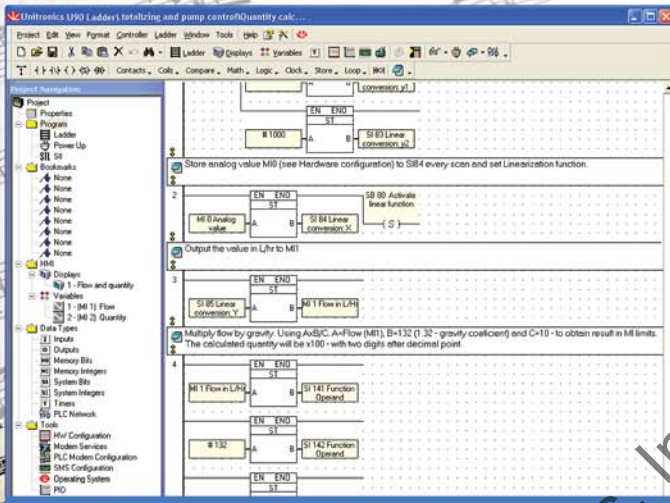 Unitronics U90 Ladder\ totalizing and pump control\Quantity calc...
Project Edit View Format Controller Ladder Window Tools Help
Ladder Displays Variables
Contacts Coils Compare Math Logic Clock Store Loop
Project Navigation
Project
Properties
Program
Ladder
Power Up
SI
Bookmarks
None
None
None
None
None
None
None
None
HMI
Displays
1 - Flow and quantity
Variables
1 - (MI 1) Flow
2 - (MI 2) Quantity
Data Types
Inputs
Outputs
Memory Bits
Memory Integers
System Bits
System Integers
Timers
PLC Network
Tools
HW Configuration
Modem Services
PLC Modem Configuration
SMS Configuration
Operating System
PID
conversion: y1
EN ENO
ST
# 1000
A B
SI 83 Linear
conversion: y2
Store analog value MI0 (see Hardware configuration) to SI84 every scan and set Linearization function.
2
EN ENO
ST
MI 0 Analog
value
A B
SI 84 Linear
conversion: X
SB 80 Activate
linear function
( S )
Output the value in L/hr to MI1
3
EN ENO
ST
SI 85 Linear
conversion: Y
A B
MI 1 Flow in L/Hr
Multiply flow by gravity. Using AxB/C. A=Flow (MI1), B=132 (1.32 - gravity coeficient) and C=10 - to obtain result in MI limits.
The calculated quantity will be x100 - with two digits after decimal point.
4
EN ENO
ST
MI 1 Flow in L/Hr
A B
SI 141 Function
Operand
EN ENO
ST
# 132
A B
SI 142 Function
Operand
EN ENO
ST